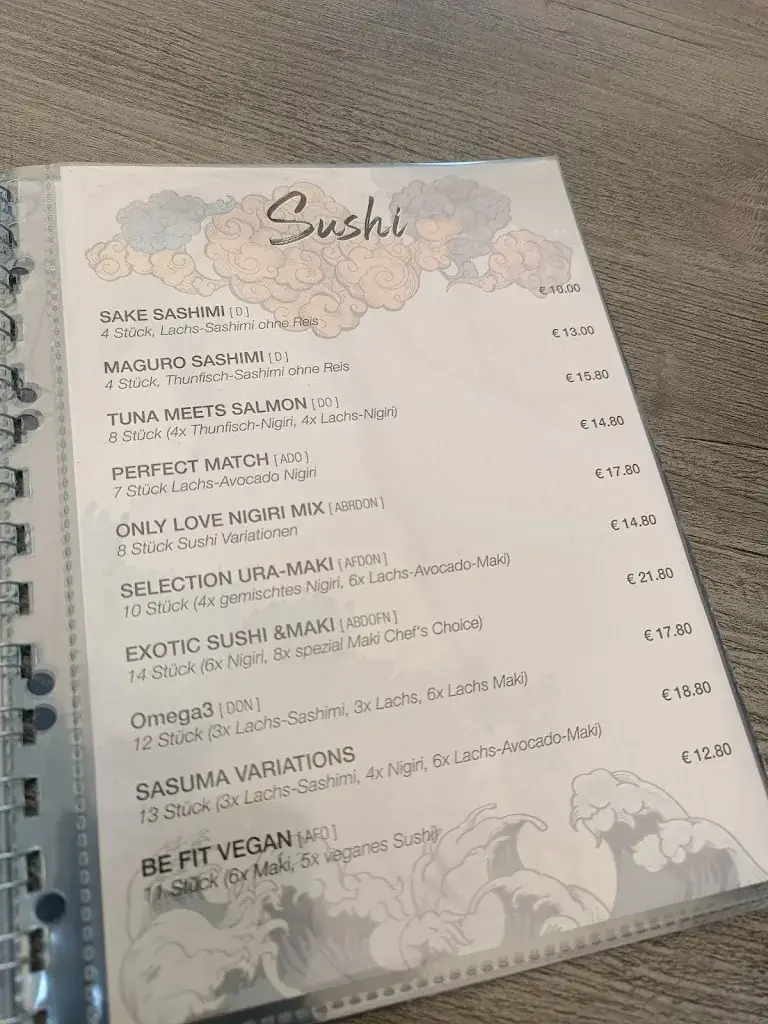 Sushi
SAKE SASHIMI [D] € 10.00
4 Stück, Lachs-Sashimi ohne Reis
MAGURO SASHIMI [D] € 13.00
4 Stück, Thunfisch-Sashimi ohne Reis
TUNA MEETS SALMON [DO] € 15.80
8 Stück (4x Thunfisch-Nigiri, 4x Lachs-Nigiri)
PERFECT MATCH [ADO] € 14.80
7 Stück Lachs-Avocado Nigiri
ONLY LOVE NIGIRI MIX [ABRDON] € 17.80
8 Stück Sushi Variationen
SELECTION URA-MAKI [AFDON] € 14.80
10 Stück (4x gemischtes Nigiri, 6x Lachs-Avocado-Maki)
EXOTIC SUSHI &MAKI [ABDOFN] € 21.80
14 Stück (6x Nigiri, 8x spezial Maki Chef's Choice)
Omega3 [DON] € 17.80
12 Stück (3x Lachs-Sashimi, 3x Lachs, 6x Lachs Maki)
SASUMA VARIATIONS € 18.80
13 Stück (3x Lachs-Sashimi, 4x Nigiri, 6x Lachs-Avocado-Maki)
BE FIT VEGAN [AFO] € 12.80
11 Stück (6x Maki, 5x veganes Sushi)